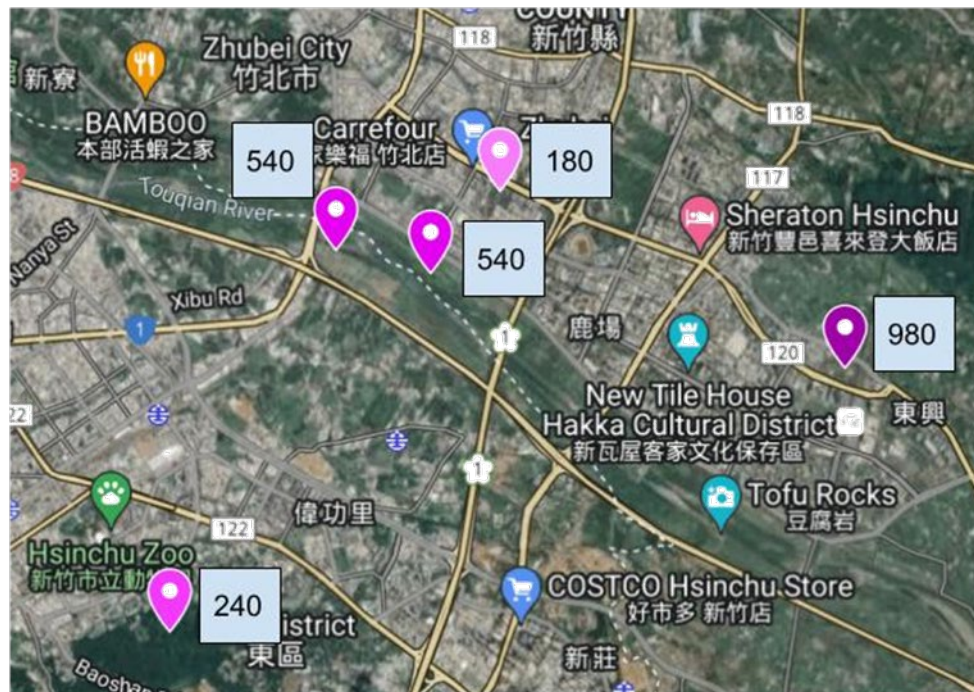 COUNTY
新竹縣
118
Zhubei City
竹北市
新寮
BAMBOO
本部活蝦之家
118
540
Carrefour
家樂福 竹北店
180
117
Touqian River
Sheraton Hsinchu
新竹豐邑喜來登大飯店
Nanya St
540
Xibu Rd
1
鹿場
1
980
120
New Tile House
Hakka Cultural District
新瓦屋客家文化保存區
東興
22
1
Tofu Rocks
豆腐岩
偉功里
122
Hsinchu Zoo
新竹市立動
COSTCO Hsinchu Store
好市多 新竹店
240
istrict
東區
新莊
Baoshan